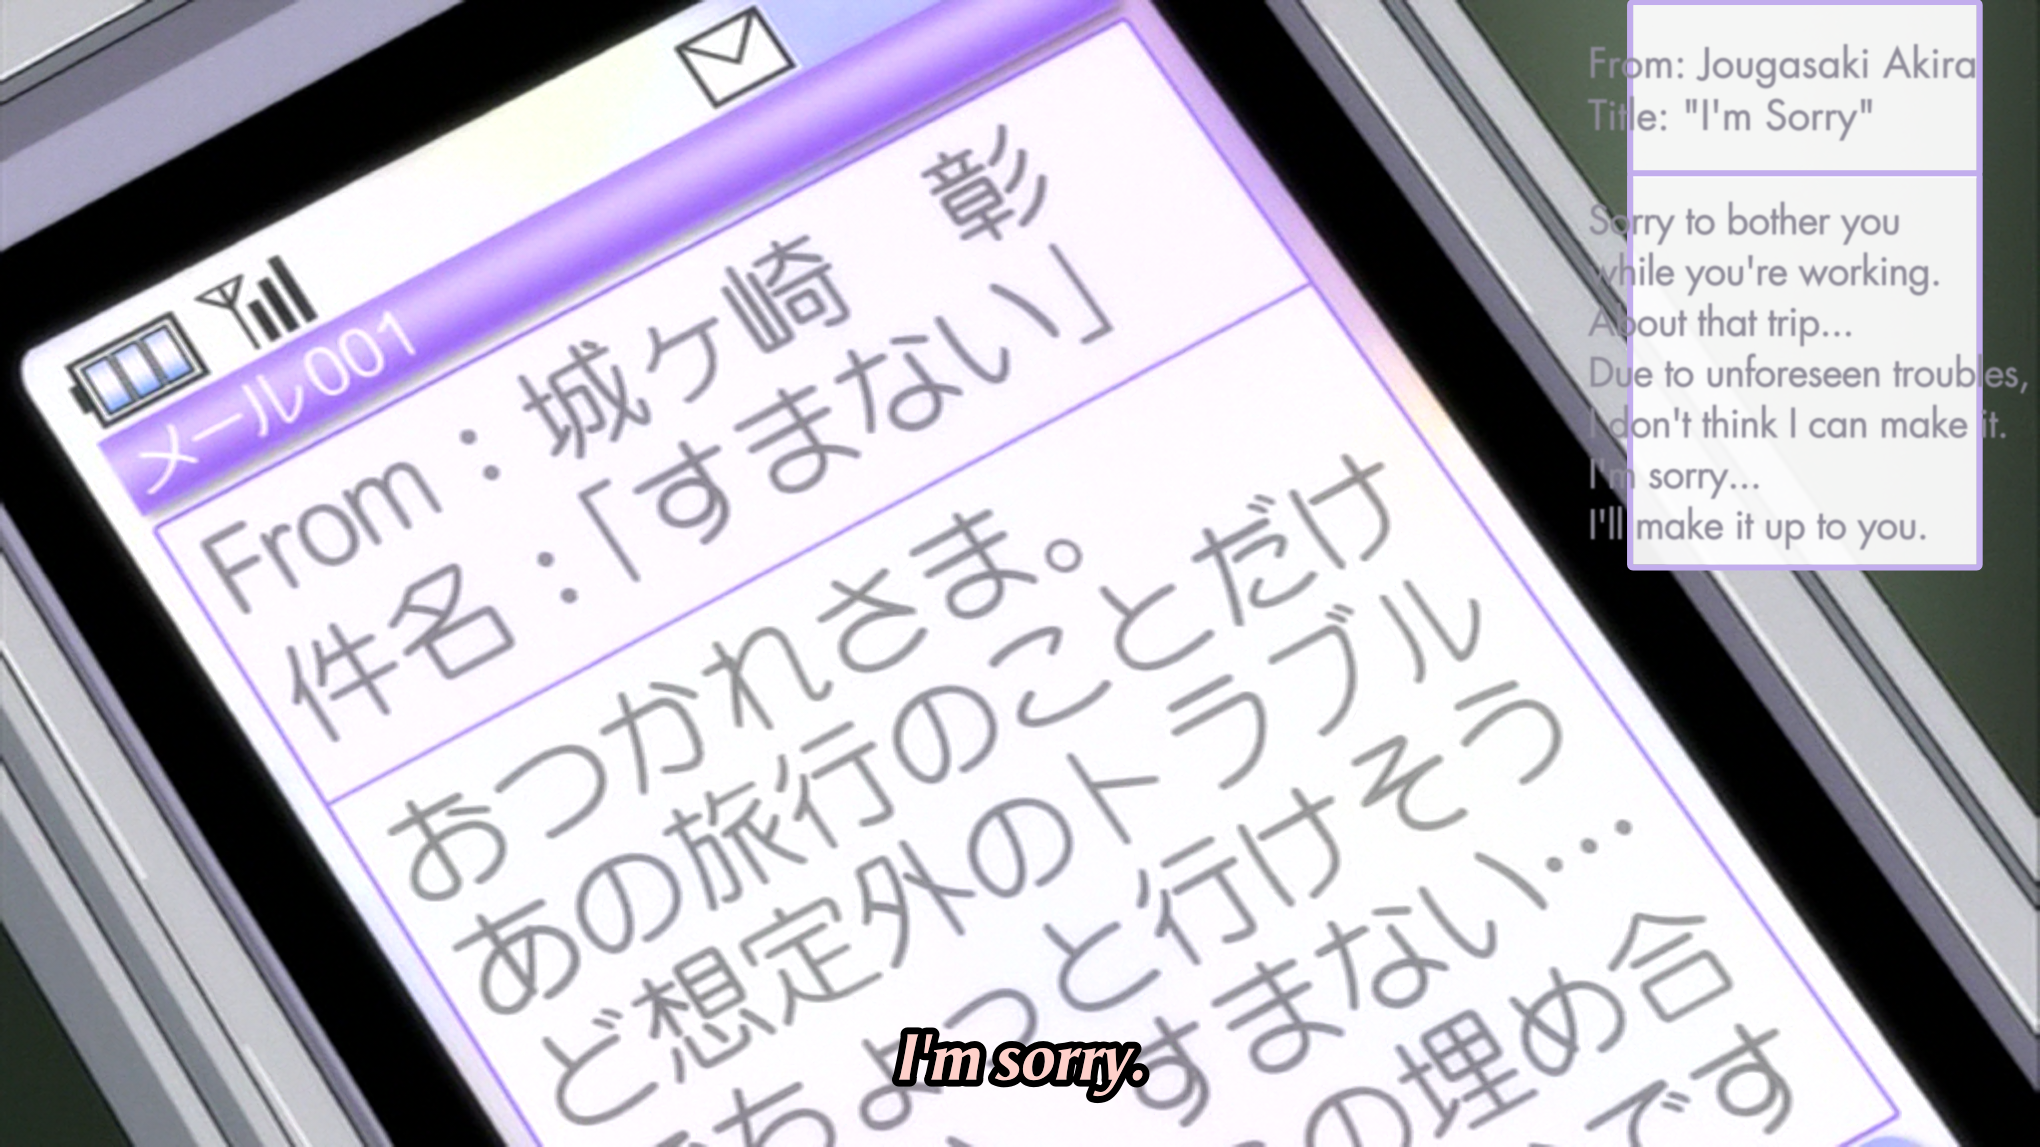 メール001
From：城ヶ崎　彰
件名：「すまない」
おつかれさま。
あの旅行のことだけ
ど想定外のトラブル
ちょっと行けそう
すまない…
の埋め合
です
From: Jougasaki Akira
Title: "I'm Sorry"
Sorry to bother you
while you're working.
About that trip...
Due to unforeseen troubles,
I don't think I can make it.
I'm sorry...
I'll make it up to you.
I'm sorry.